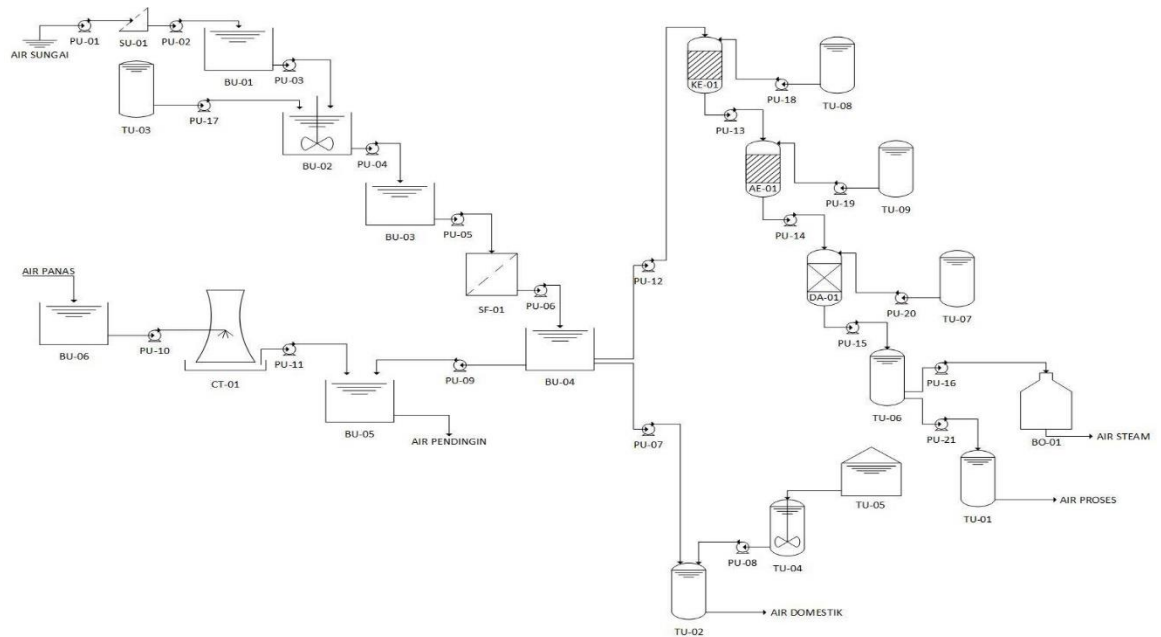 PU-01
SU-01
PU-02
AIR SUNGAI
BU-01
PU-03
TU-03
PU-17
BU-02
PU-04
BU-03
PU-05
SF-01
PU-06
AIR PANAS
BU-06
PU-10
CT-01
PU-11
BU-05
AIR PENDINGIN
PU-09
BU-04
PU-12
PU-07
KE-01
PU-18
TU-08
PU-13
AE-01
PU-19
TU-09
PU-14
DA-01
PU-20
TU-07
PU-15
TU-06
PU-16
PU-21
BO-01
AIR STEAM
TU-01
AIR PROSES
TU-05
TU-04
PU-08
TU-02
AIR DOMESTIK